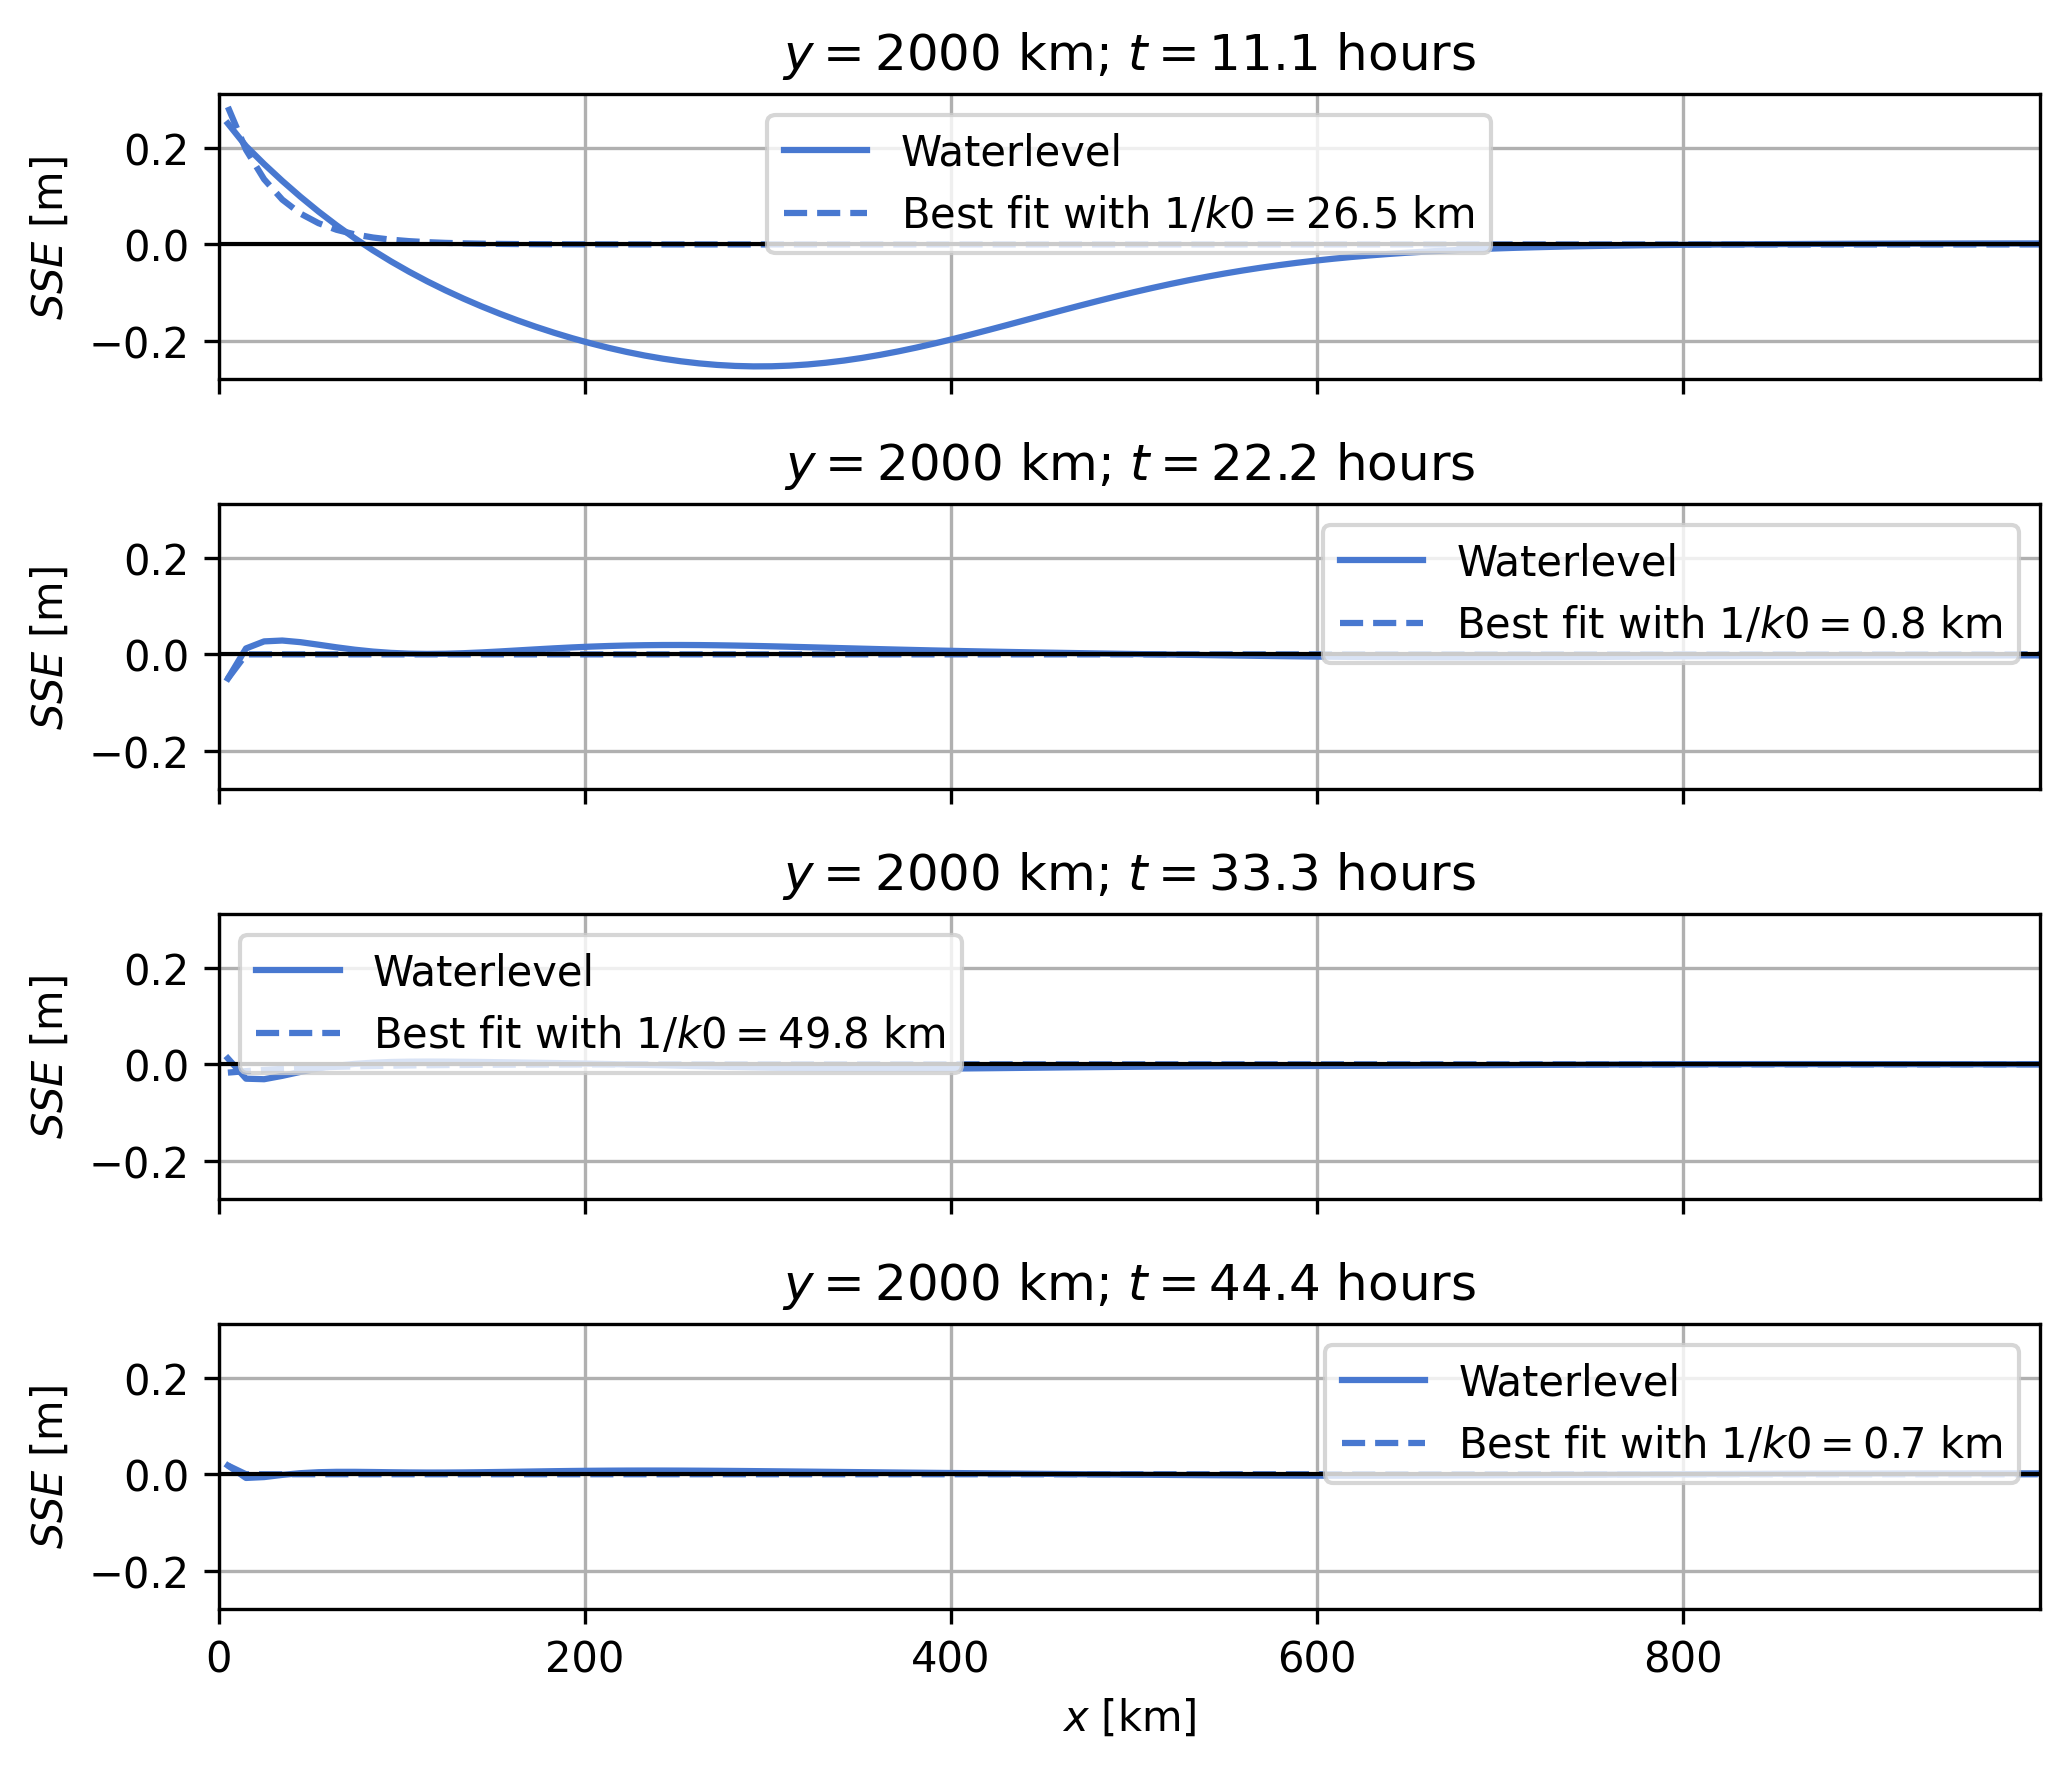 y = 2000 km; t = 11.1 hours
SSE [m]
0.2
0.0
−0.2
Waterlevel
Best fit with 1/k0 = 26.5 km
y = 2000 km; t = 22.2 hours
SSE [m]
0.2
0.0
−0.2
Waterlevel
Best fit with 1/k0 = 0.8 km
y = 2000 km; t = 33.3 hours
SSE [m]
0.2
0.0
−0.2
Waterlevel
Best fit with 1/k0 = 49.8 km
y = 2000 km; t = 44.4 hours
SSE [m]
0.2
0.0
−0.2
Waterlevel
Best fit with 1/k0 = 0.7 km
0 200 400 600 800
x [km]